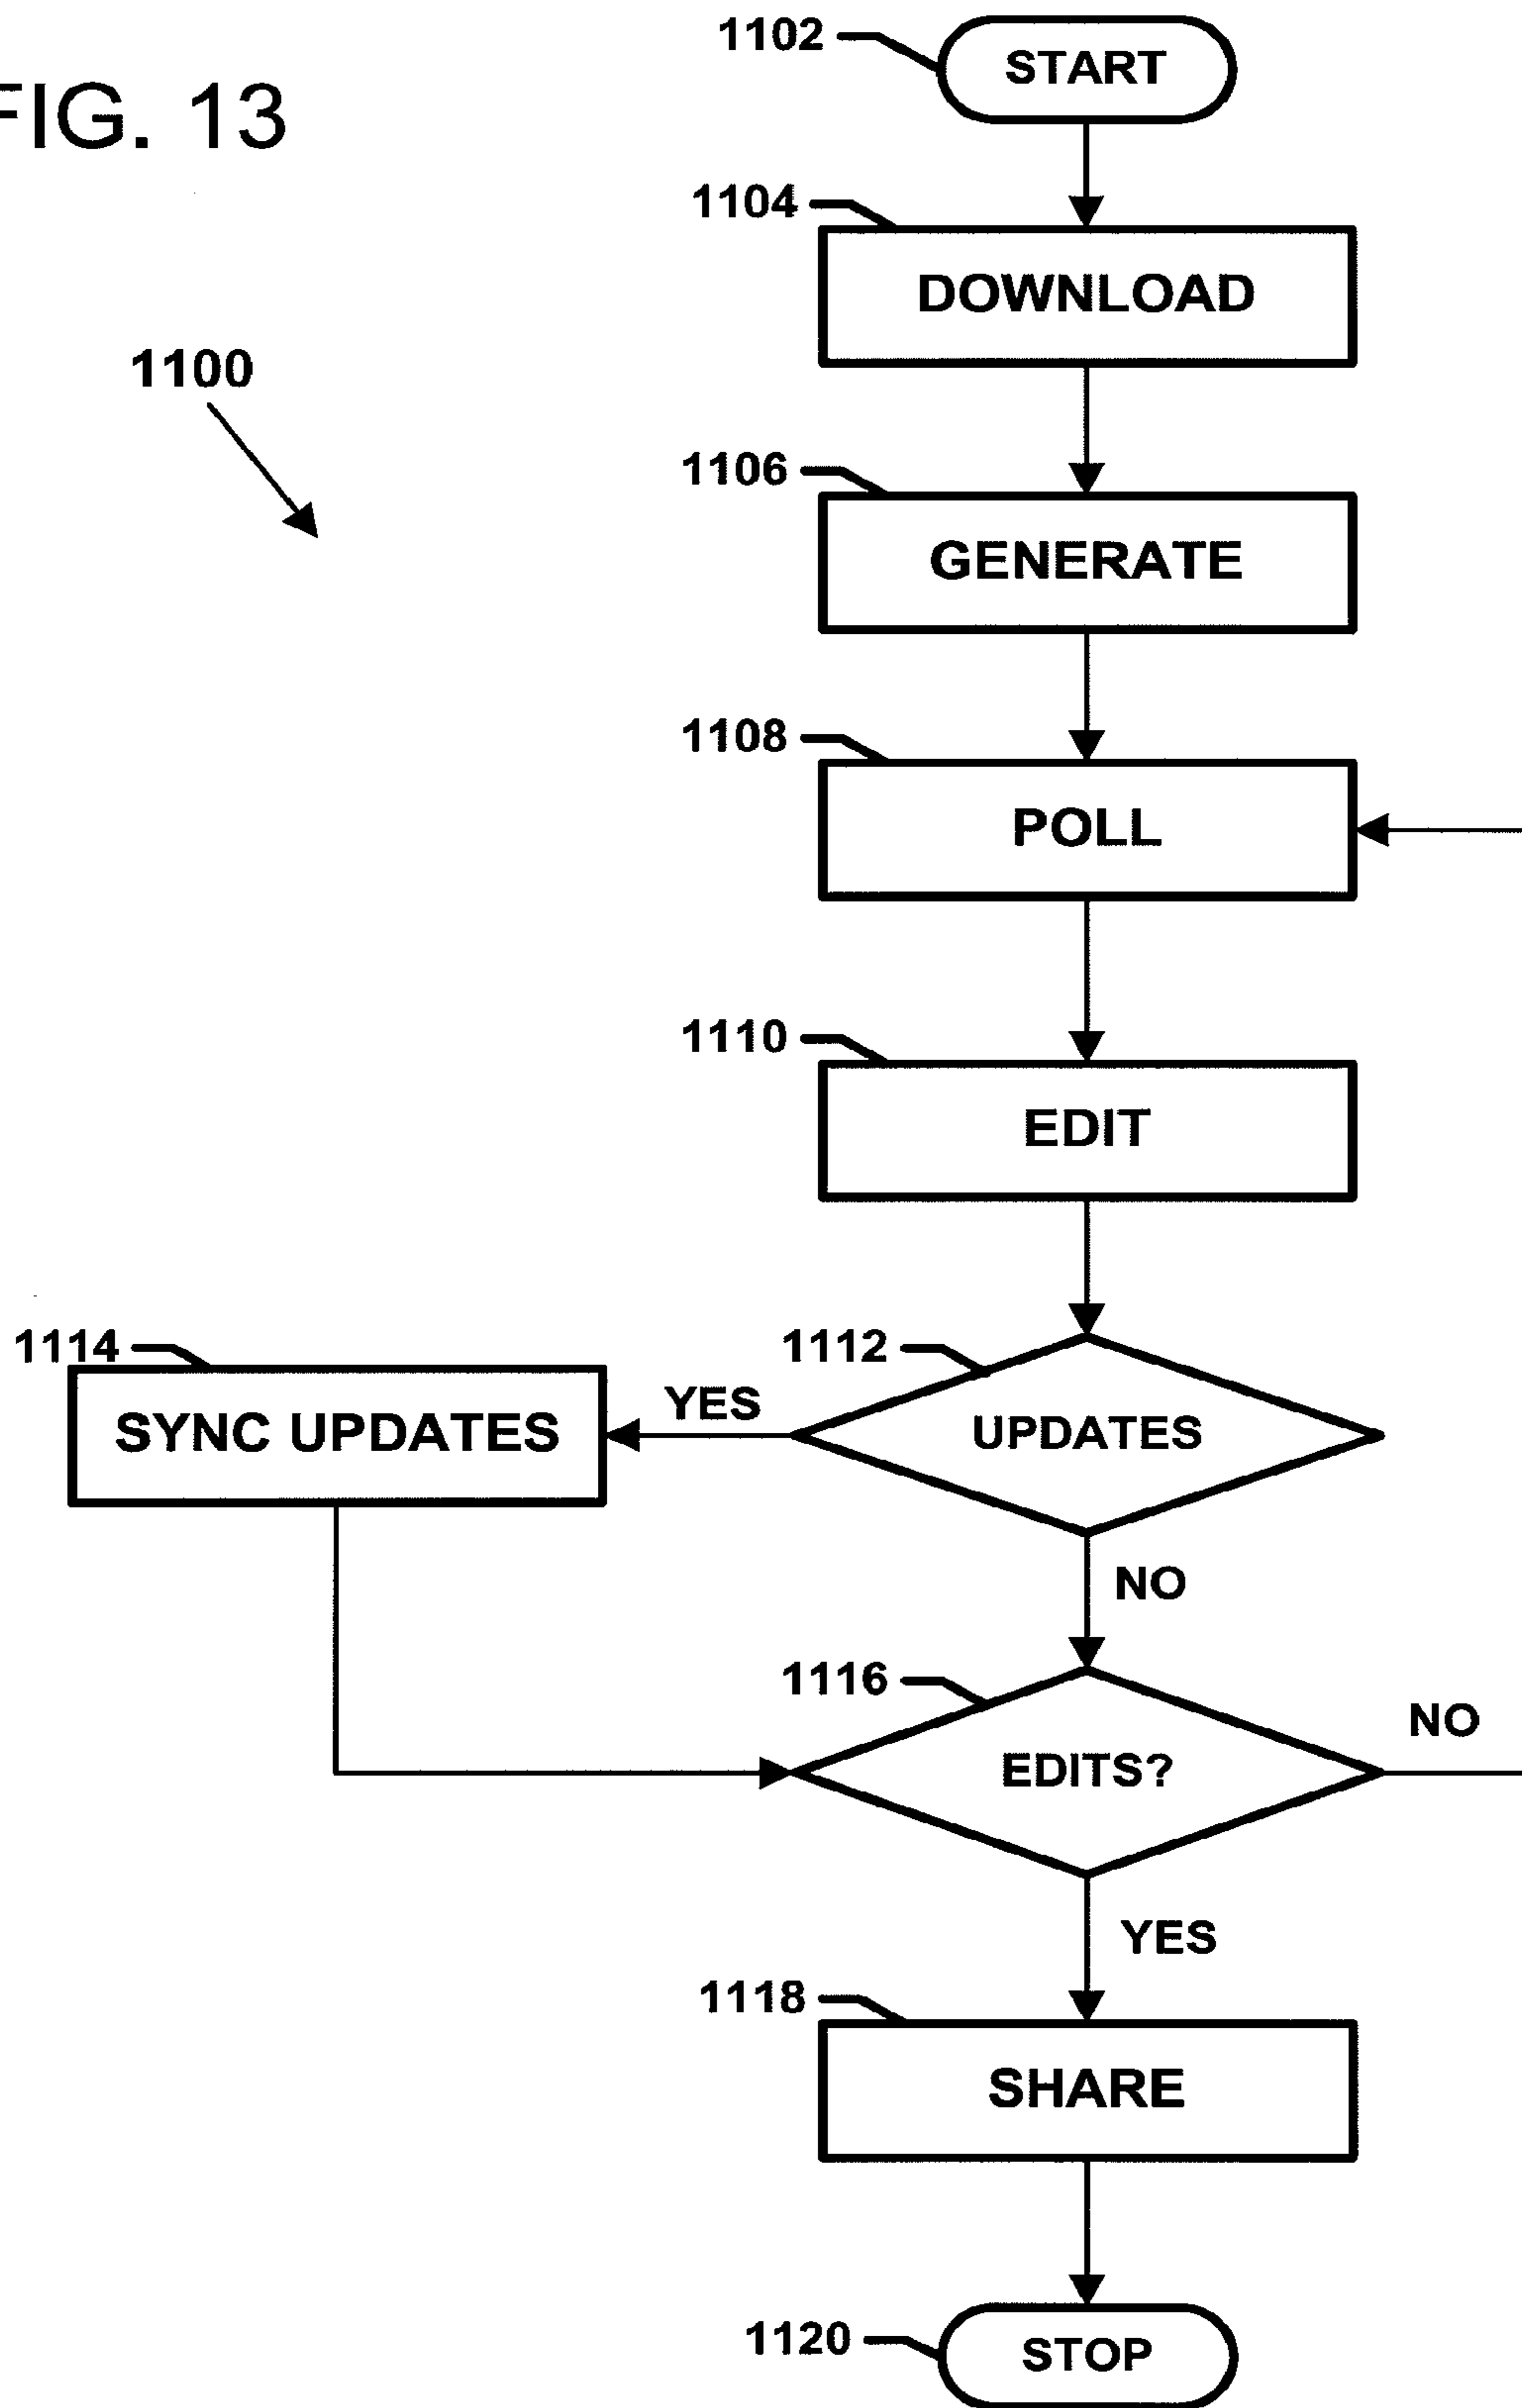 1102
START
FIG. 13
1104
DOWNLOAD
1100
1106
GENERATE
1108
POLL
1110
EDIT
1114
1112
SYNC UPDATES
YES
UPDATES
NO
1116
NO
EDITS?
YES
1118
SHARE
1120
STOP